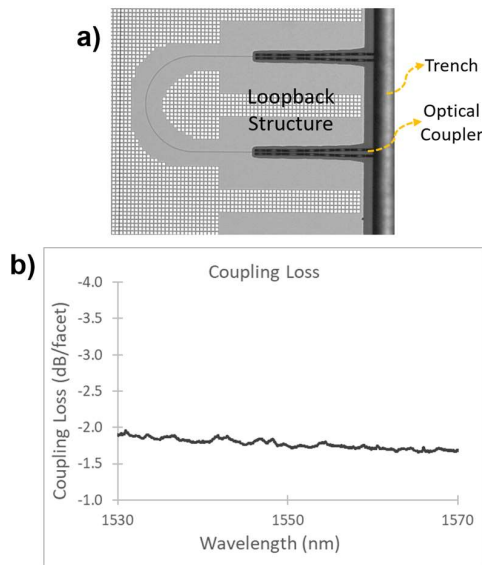 a)
Trench
Loopback
Structure
Optical
Coupler
b)
Coupling Loss
-4.0
-3.5
-3.0
-2.5
-2.0
-1.5
-1.0
Coupling Loss (dB/facet)
1530
1550
1570
Wavelength (nm)